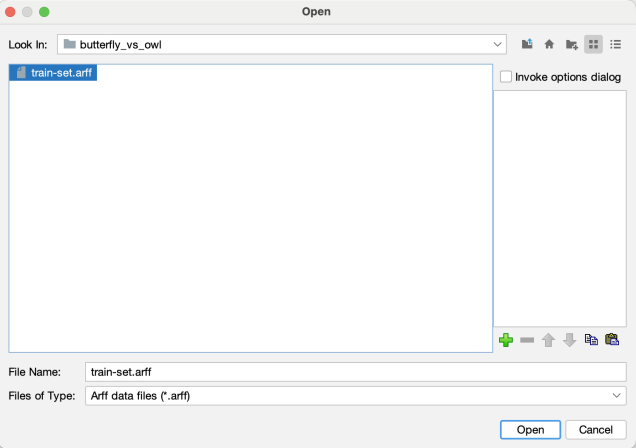 Open
Look In: butterfly_vs_owl
train-set.arff
Invoke options dialog
File Name: train-set.arff
Files of Type: Arff data files (*.arff)
Open Cancel